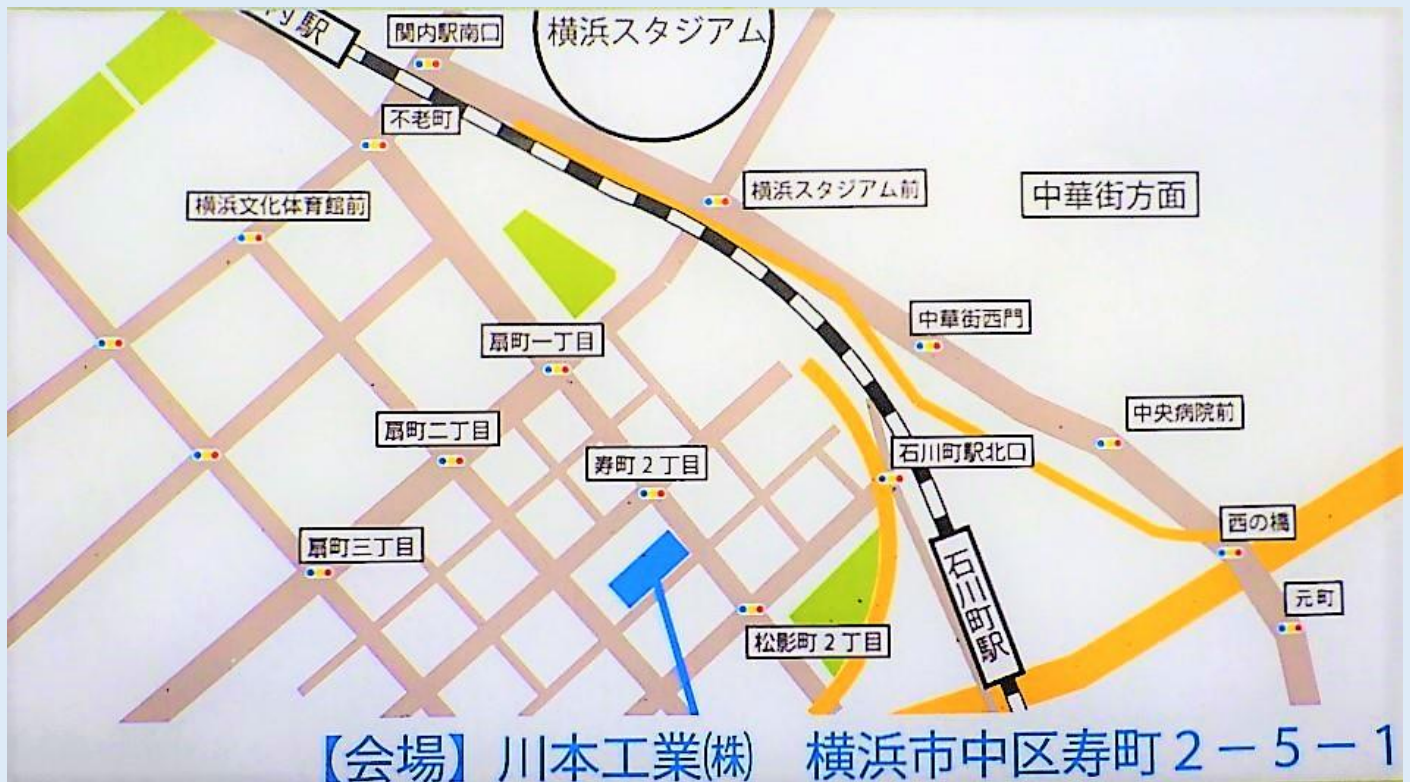 内駅
関内駅南口
横浜スタジアム
不老町
横浜スタジアム前
中華街方面
横浜文化体育館前
中華街西門
扇町一丁目
中央病院前
扇町二丁目
寿町2丁目
石川町駅北口
西の橋
扇町三丁目
石川町駅
元町
松影町2丁目
【会場】川本工業㈱　横浜市中区寿町2－5－1